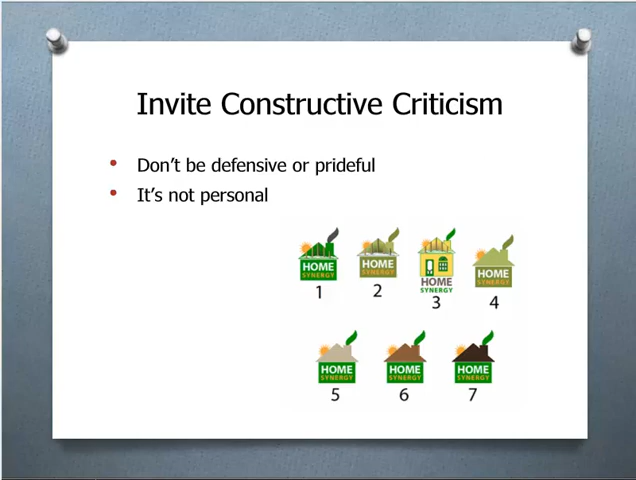 Invite Constructive Criticism
• Don't be defensive or prideful
• It's not personal
HOME
SYNERGY
1
HOME
SYNERGY
2
HOME
SYNERGY
3
HOME
SYNERGY
4
HOME
SYNERGY
5
HOME
SYNERGY
6
HOME
SYNERGY
7